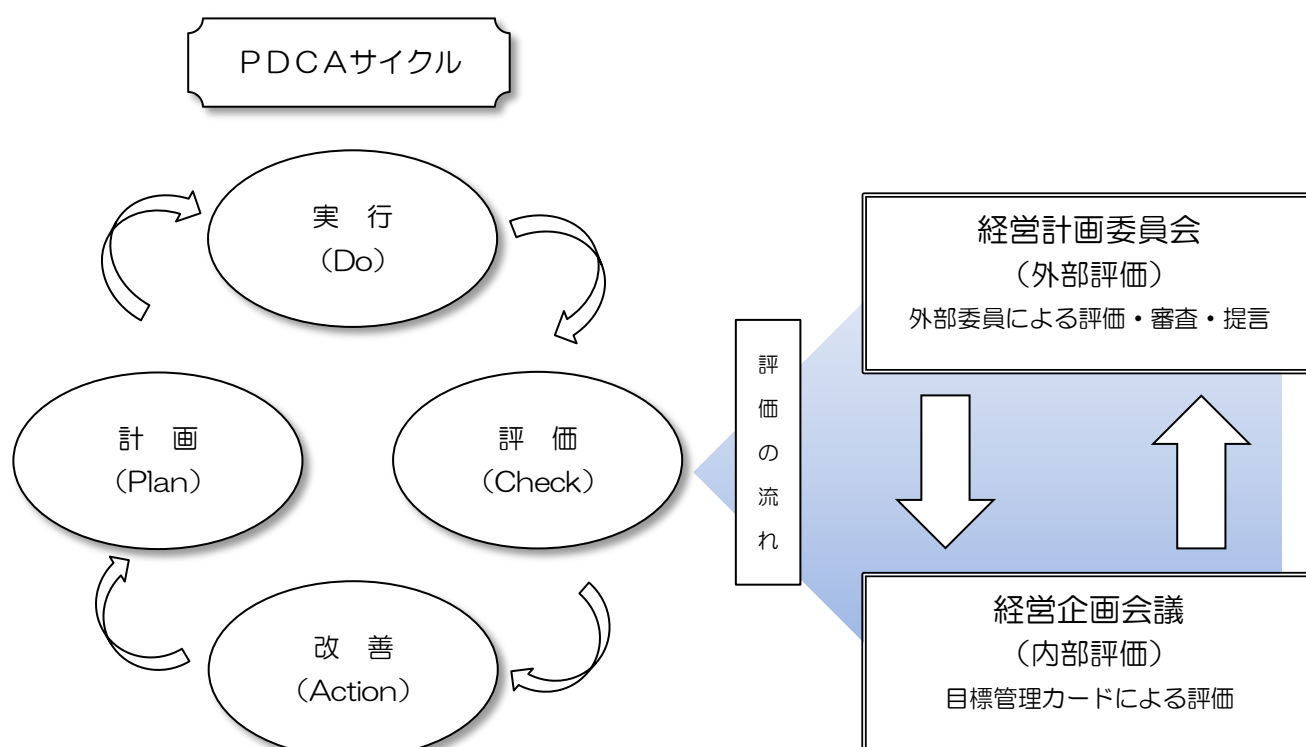 PDCAサイクル
実 行
(Do)
計 画
(Plan)
評 価
(Check)
改 善
(Action)
評価の流れ
経営計画委員会
(外部評価)
外部委員による評価・審査・提言
経営企画会議
(内部評価)
目標管理カードによる評価